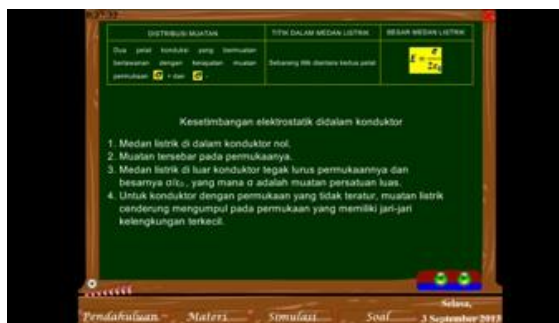 DISTRIBUSI MUATAN
TITIK DALAM MEDAN LISTRIK
BESAR MEDAN LISTRIK
Dua pelat konduksi yang bermuatan
berlawanan dengan kerapatan muatan
permukaan σ + dan σ -
Sebarang titik diantara kedua pelat
E = σ / 2ε₀
Kesetimbangan elektrostatik didalam konduktor
1. Medan listrik di dalam konduktor nol.
2. Muatan tersebar pada permukaanya.
3. Medan listrik di luar konduktor tegak lurus permukaannya dan
besarnya σ/ε₀ , yang mana σ adalah muatan persatuan luas.
4. Untuk konduktor dengan permukaan yang tidak teratur, muatan listrik
cenderung mengumpul pada permukaan yang memiliki jari-jari
kelengkungan terkecil.
Selasa,
Pendahuluan Materi Simulasi Soal 3 September 2013